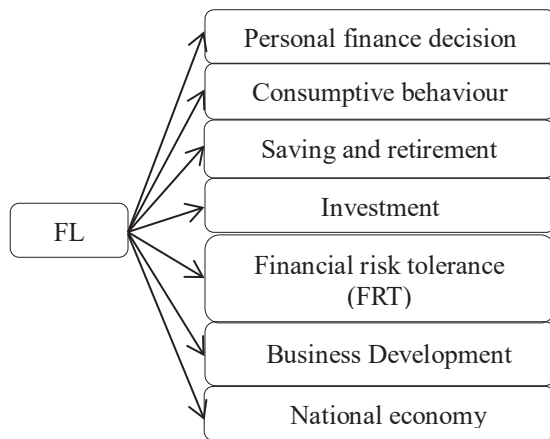 Personal finance decision
Consumptive behaviour
Saving and retirement
FL
Investment
Financial risk tolerance
(FRT)
Business Development
National economy